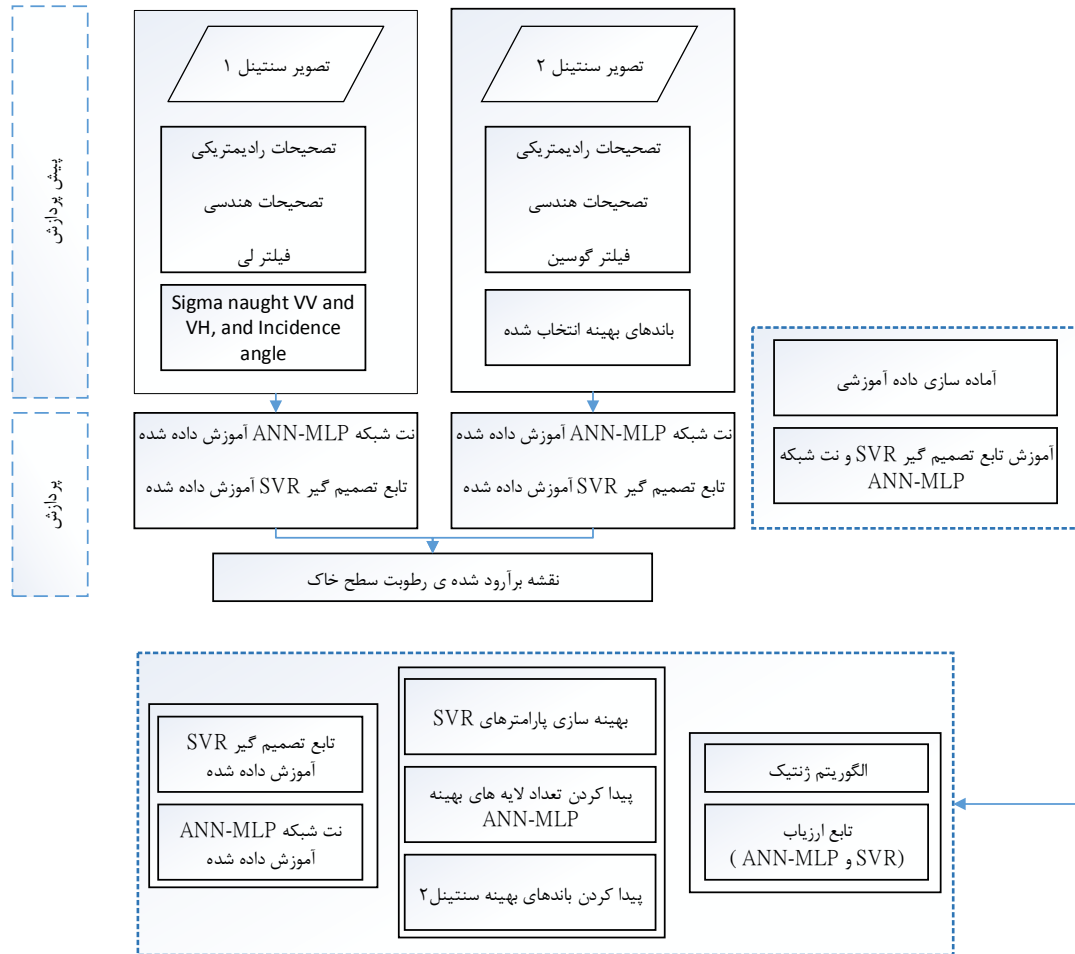 پیش پردازش
تصویر سنتینل ۱
تصحیحات رادیمتریکی
تصحیحات هندسی
فیلتر لی
Sigma naught VV and
VH, and Incidence
angle
تصویر سنتینل ۲
تصحیحات رادیمتریکی
تصحیحات هندسی
فیلتر گوسین
باندهای بهینه انتخاب شده
آماده سازی داده آموزشی
آموزش تابع تصمیم گیر SVR و نت شبکه
ANN-MLP
پردازش
نت شبکه ANN-MLP آموزش داده شده
تابع تصمیم گیر SVR آموزش داده شده
نت شبکه ANN-MLP آموزش داده شده
تابع تصمیم گیر SVR آموزش داده شده
نقشه برآرود شده ی رطوبت سطح خاک
الگوریتم ژنتیک
تابع ارزیاب
(SVR و ANN-MLP )
بهینه سازی پارامترهای SVR
پیدا کردن تعداد لایه های بهینه
ANN-MLP
پیدا کردن باندهای بهینه سنتینل۲
تابع تصمیم گیر SVR
آموزش داده شده
نت شبکه ANN-MLP
آموزش داده شده